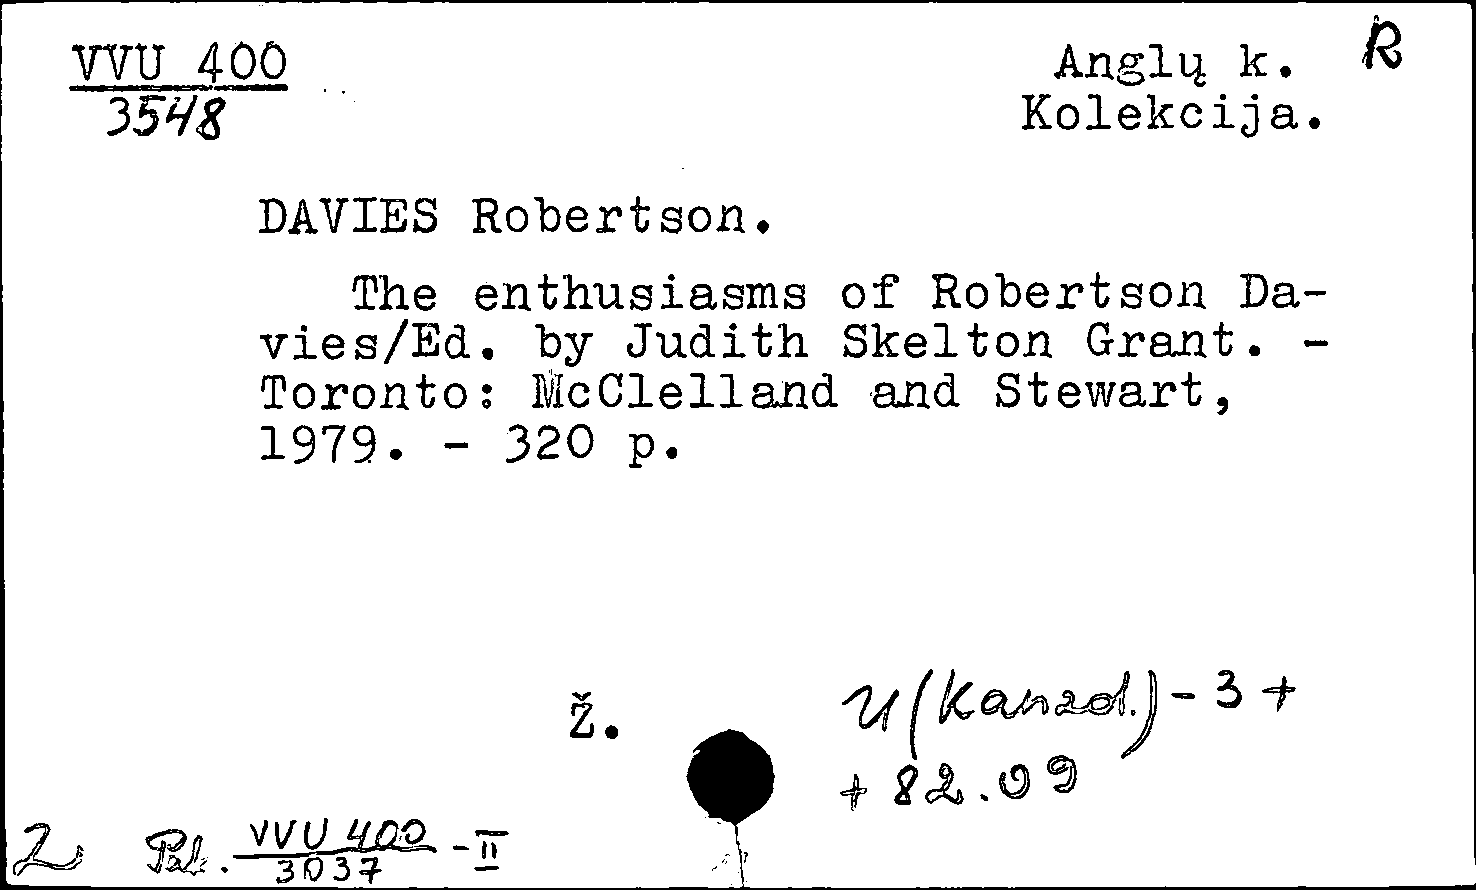 VVU 400 Anglų k. R
3548 Kolekcija.
DAVIES Robertson.
The enthusiasms of Robertson Da-
vies/Ed. by Judith Skelton Grant. -
Toronto: McClelland and Stewart,
1979. - 320 p.
ž. U(Kanad.) - 3 +
+ 82.09
2 VVU 400 - II
3037